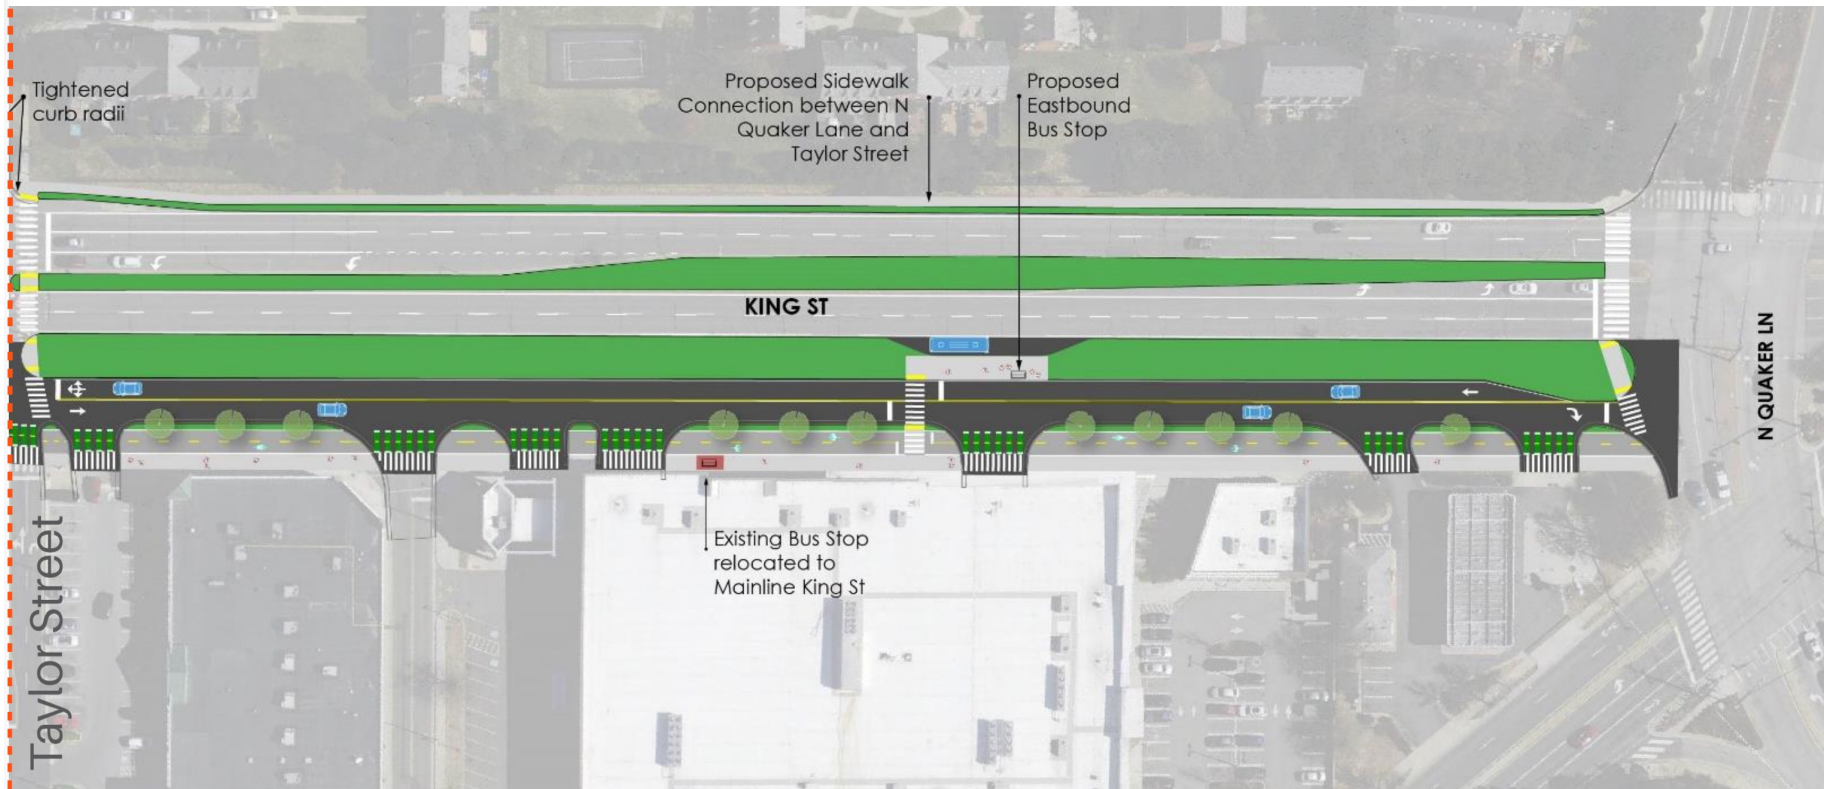 Tightened
curb radii
Proposed Sidewalk
Connection between N
Quaker Lane and
Taylor Street
Proposed
Eastbound
Bus Stop
KING ST
N QUAKER LN
Existing Bus Stop
relocated to
Mainline King St
Taylor Street